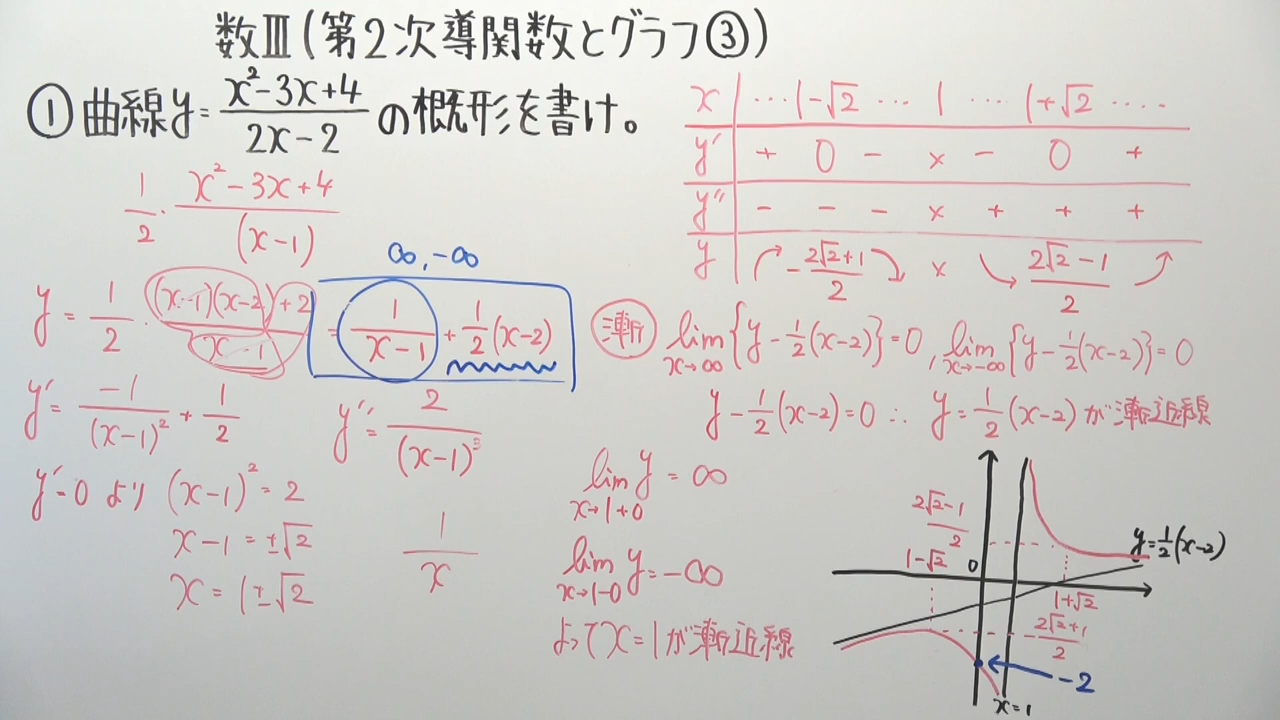 数Ⅲ(第2次導関数とグラフ③)
① 曲線y=(x²-3x+4)/(2x-2) の概形を書け。
1/2・(x²-3x+4)/(x-1)
y=1/2・((x-1)(x-2)+2)/(x-1) = 1/(x-1)+1/2(x-2)
∞,-∞
y'=-1/(x-1)²+1/2
y''=2/(x-1)³
y'=0 より (x-1)²=2
x-1=±√2
x=1±√2
1/x
x … 1-√2 … 1 … 1+√2 ….
y' + 0 - × - 0 +
y'' - - - × + + +
y -(2√2+1)/2 × (2√2-1)/2
漸 lim x→∞ {y-1/2(x-2)}=0, lim x→-∞ {y-1/2(x-2)}=0
y-1/2(x-2)=0 ∴ y=1/2(x-2)が漸近線
lim x→1+0 y=∞
lim x→1-0 y=-∞
よってx=1が漸近線
(2√2-1)/2
1-√2
0
y=1/2(x-2)
1+√2
-(2√2+1)/2
-2
x=1